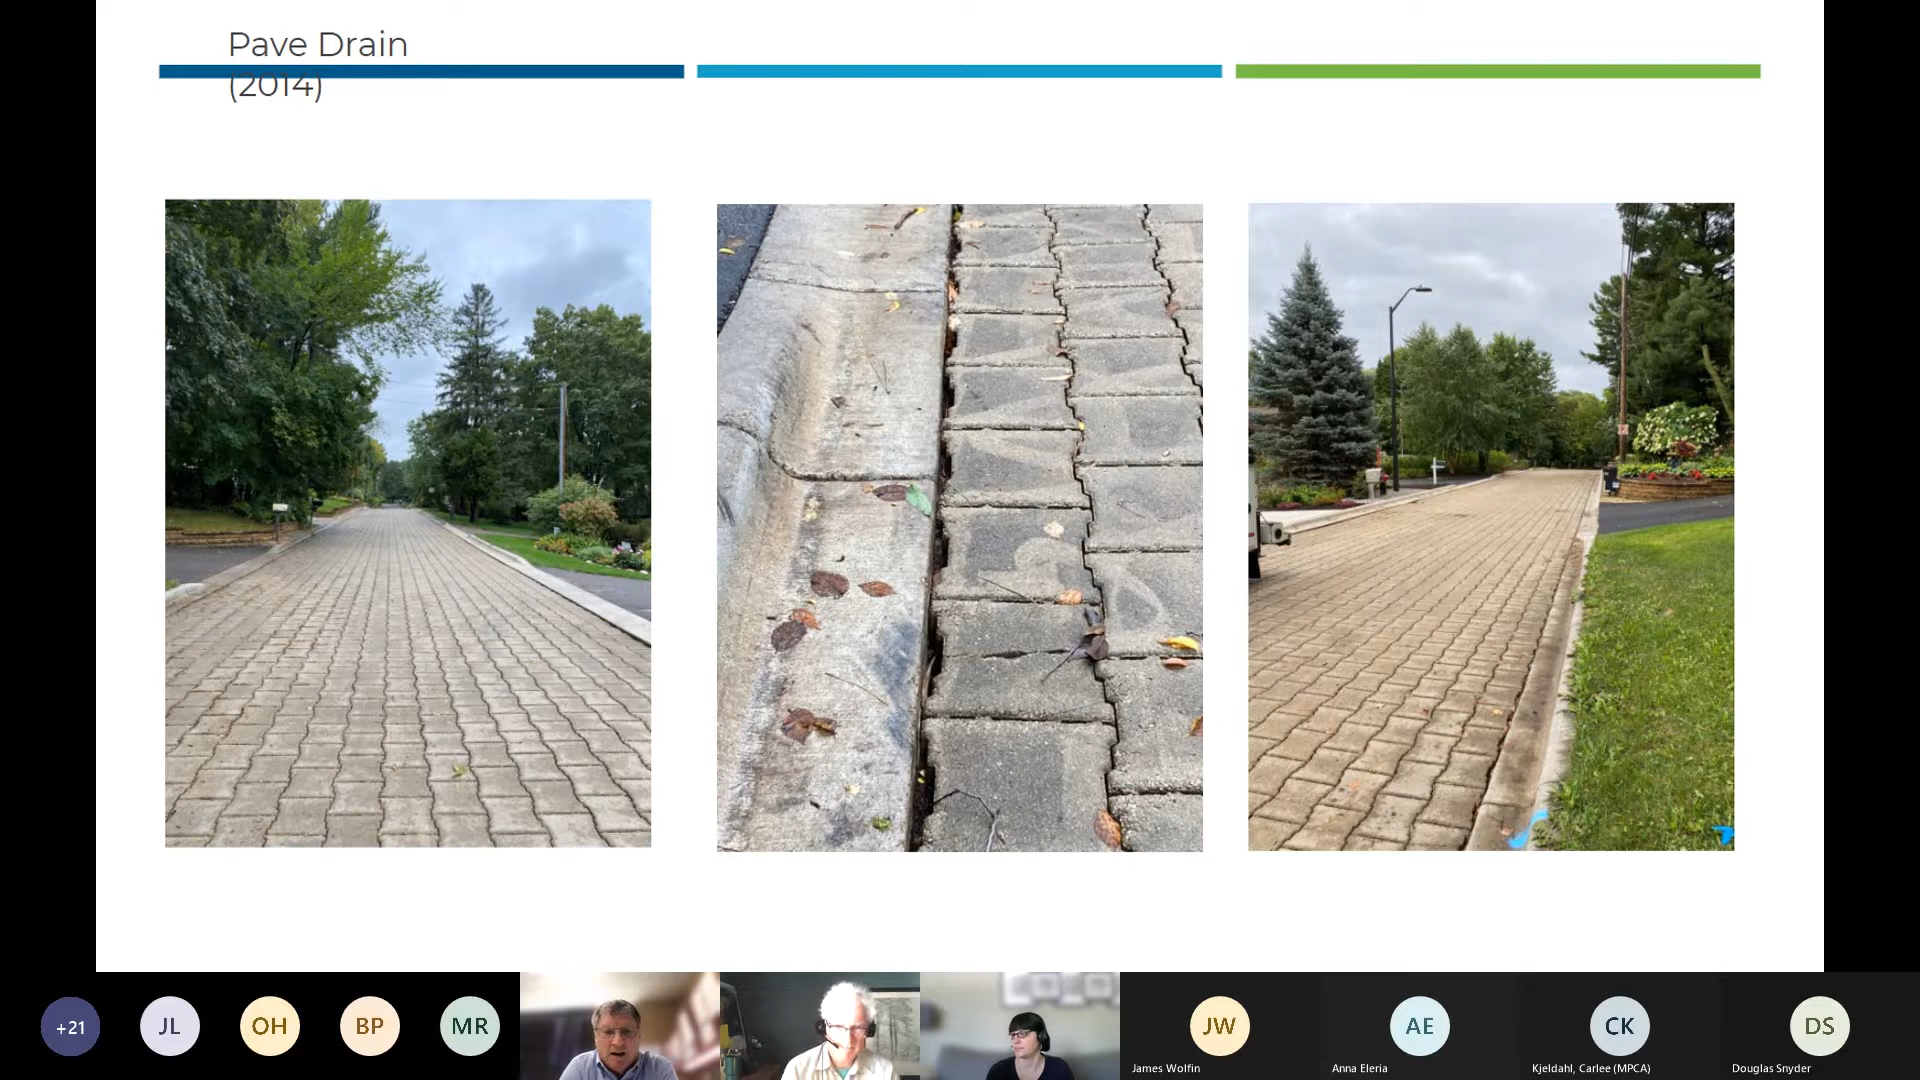 Pave Drain
(2014)
+21
JL
OH
BP
MR
JW
AE
CK
DS
James Wolfin
Anna Eleria
Kjeldahl, Carlee (MPCA)
Douglas Snyder